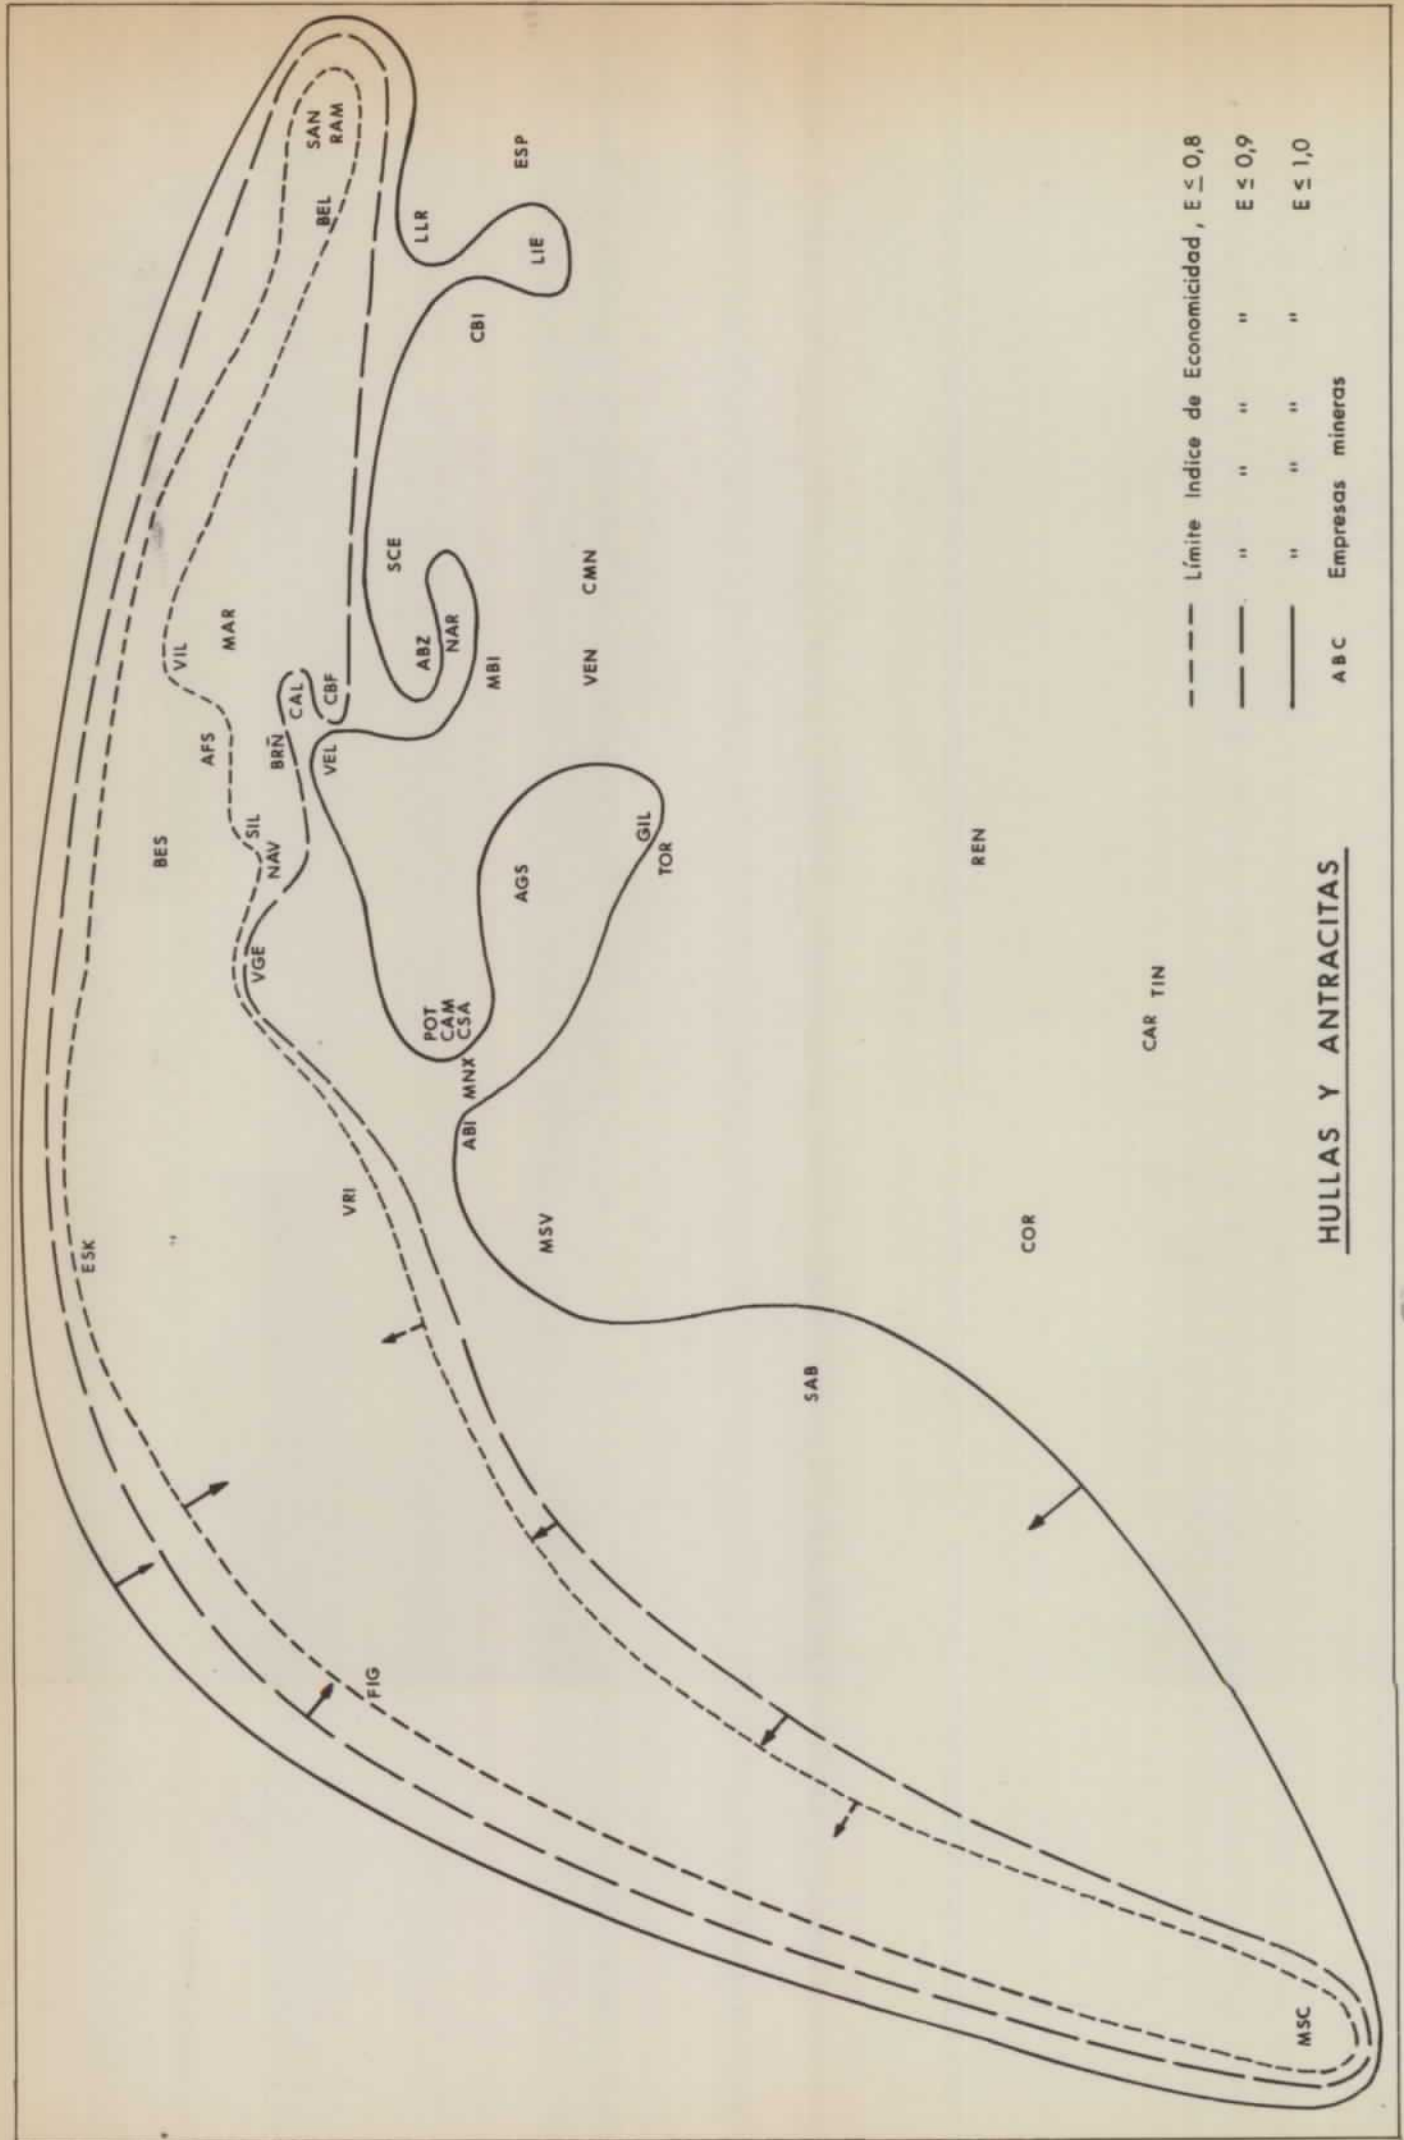 SAN
RAM
BEL
ESP
LLR
LIE
CBI
SCE
ABZ
NAR
CMN
VEN
MBI
VIL
MAR
CAL
CBF
AFS
BRÑ
VEL
BES
SIL
NAV
AGS
GIL
TOR
REN
VGE
POT
CAM
CSA
MNX
ABI
CAR TIN
VRI
MSV
COR
ESK
SAB
FIG
MSC
Límite Indice de Economicidad, E ≤ 0,8
" " " " E ≤ 0,9
" " " " E ≤ 1,0
ABC Empresas mineras
HULLAS Y ANTRACITAS